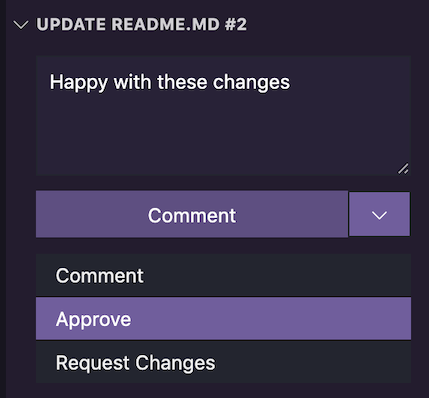 UPDATE README.MD #2
Happy with these changes
Comment
Comment
Approve
Request Changes